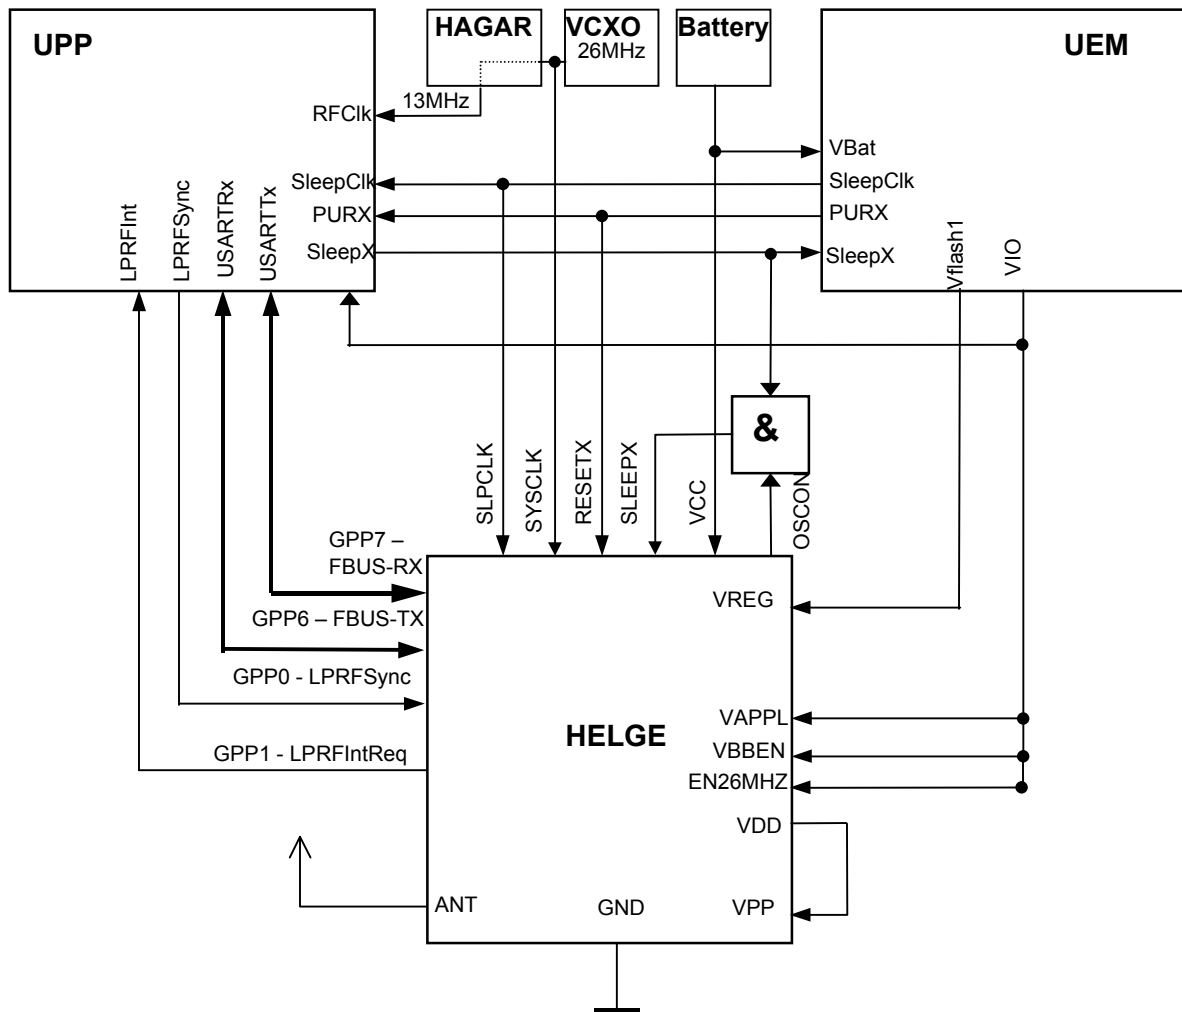 UPP
HAGAR
VCXO
26MHz
Battery
UEM
13MHz
RFClk
VBat
SleepClk
SleepClk
PURX
PURX
SleepX
SleepX
LPRFInt
LPRFSync
USARTRx
USARTTx
Vflash1
VIO
&
SLPCLK
SYSCLK
RESETX
SLEEPX
VCC
OSCON
GPP7 –
FBUS-RX
GPP6 – FBUS-TX
GPP0 - LPRFSync
GPP1 - LPRFIntReq
VREG
HELGE
VAPPL
VBBEN
EN26MHZ
VDD
VPP
ANT
GND